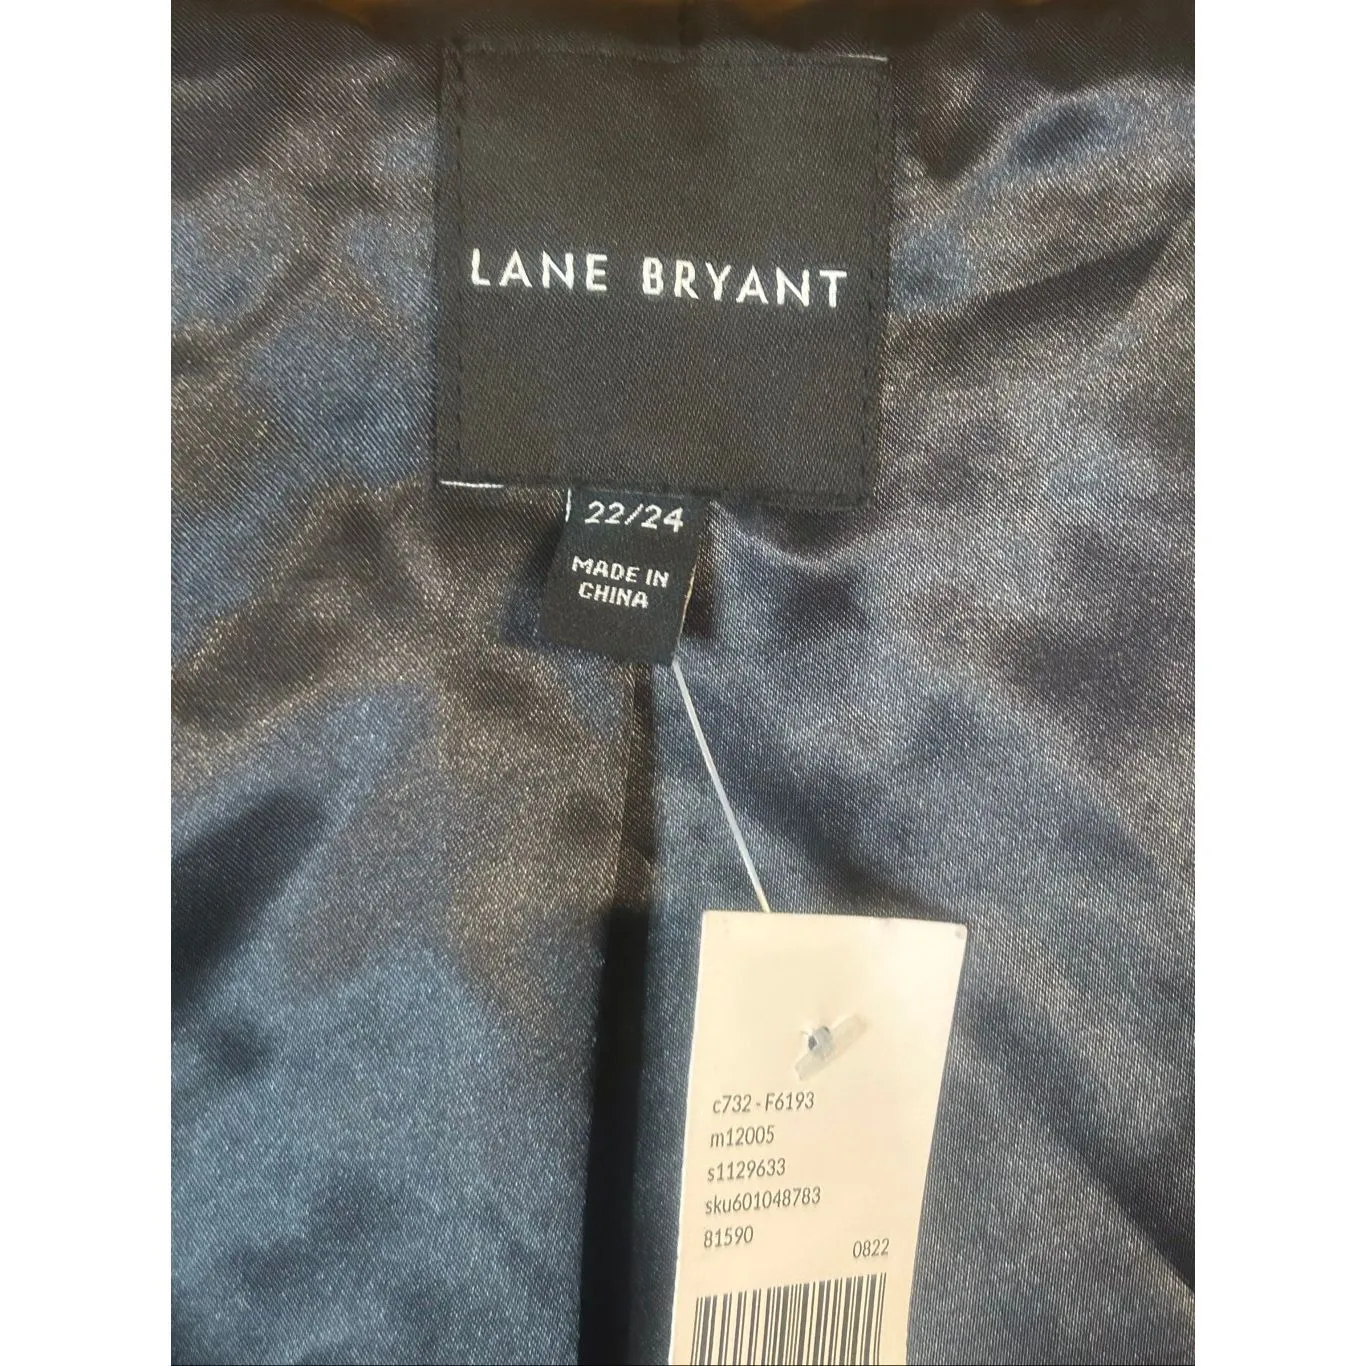 LANE BRYANT
22/24
MADE IN
CHINA
c732 - F6193
m12005
s1129633
sku601048783
81590
0822